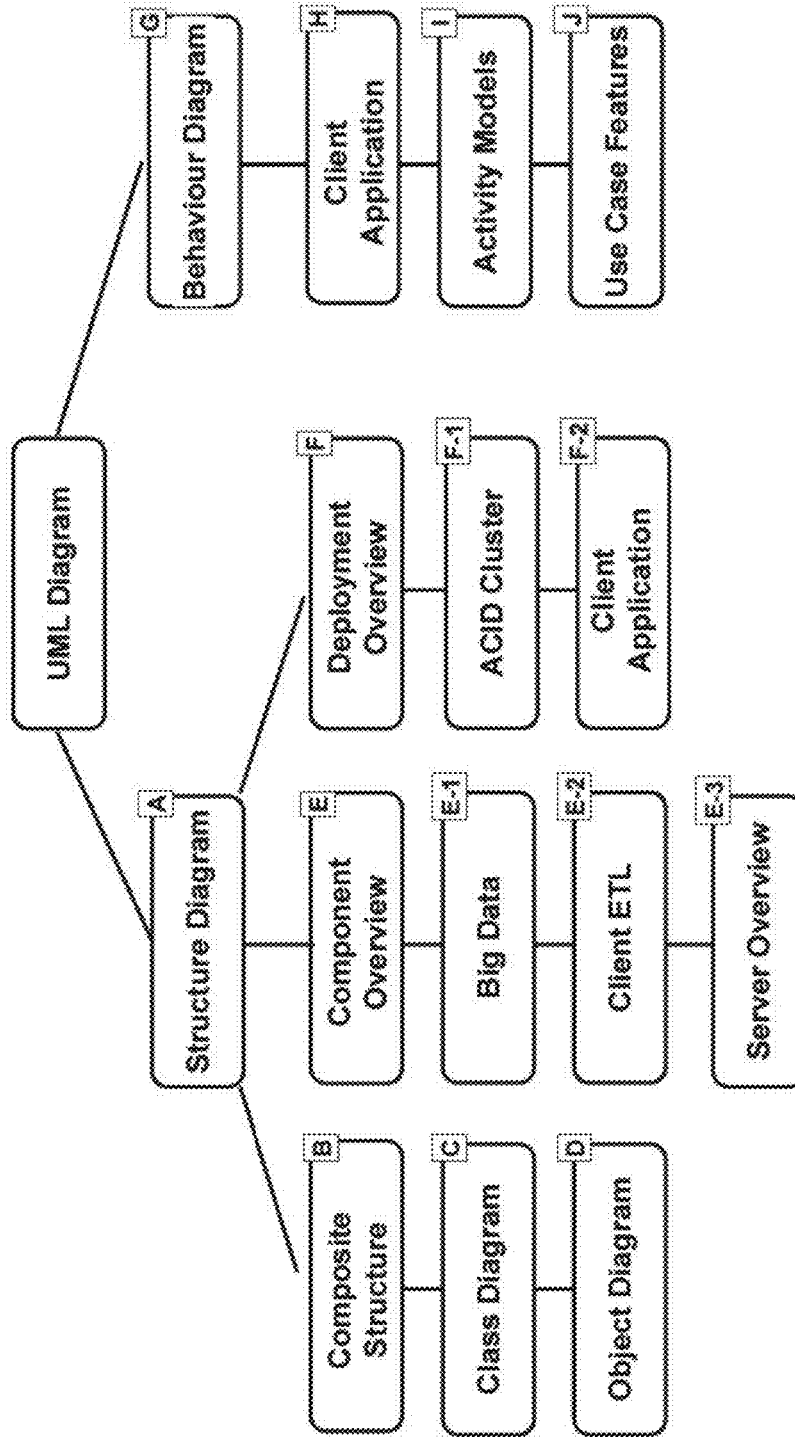 UML Diagram
A
Structure Diagram
G
Behaviour Diagram
B
Composite
Structure
C
Class Diagram
D
Object Diagram
E
Component
Overview
E-1
Big Data
E-2
Client ETL
E-3
Server Overview
F
Deployment
Overview
F-1
ACID Cluster
F-2
Client
Application
H
Client
Application
I
Activity Models
J
Use Case Features